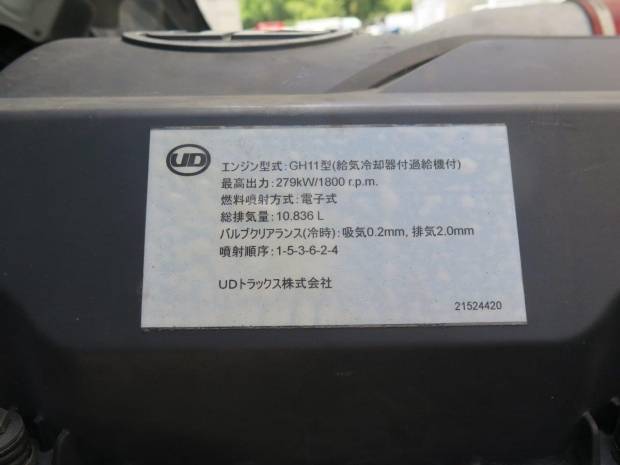 UD
エンジン型式:GH11型(給気冷却器付過給機付)
最高出力:279kW/1800 r.p.m.
燃料噴射方式:電子式
総排気量:10.836 L
バルブクリアランス(冷時):吸気0.2mm, 排気2.0mm
噴射順序:1-5-3-6-2-4
UDトラックス株式会社
21524420